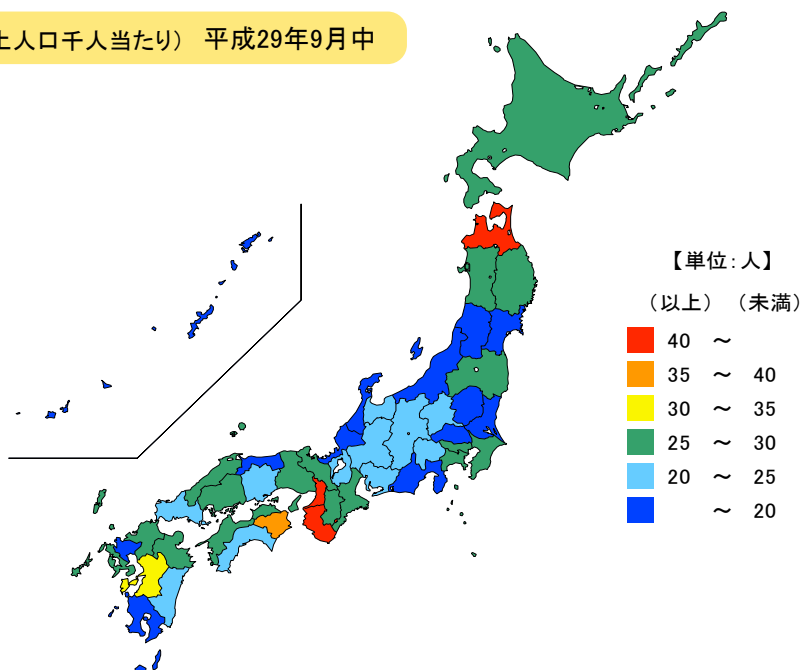 上人口千人当たり） 平成29年9月中
【単位：人】
（以上） （未満）
40 ～
35 ～ 40
30 ～ 35
25 ～ 30
20 ～ 25
～ 20